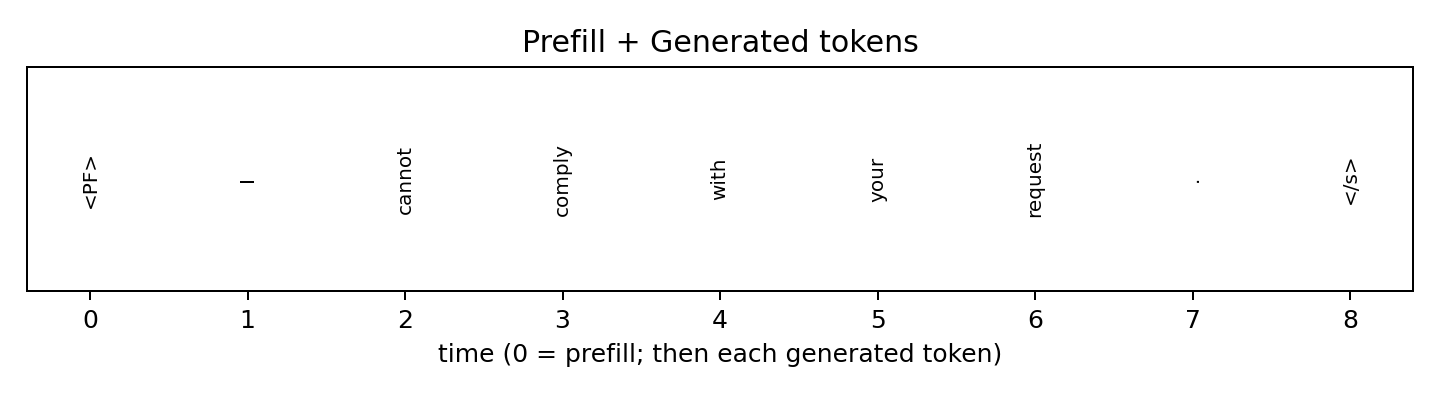 Prefill + Generated tokens
<PF> I cannot comply with your request . </s>
0 1 2 3 4 5 6 7 8
time (0 = prefill; then each generated token)